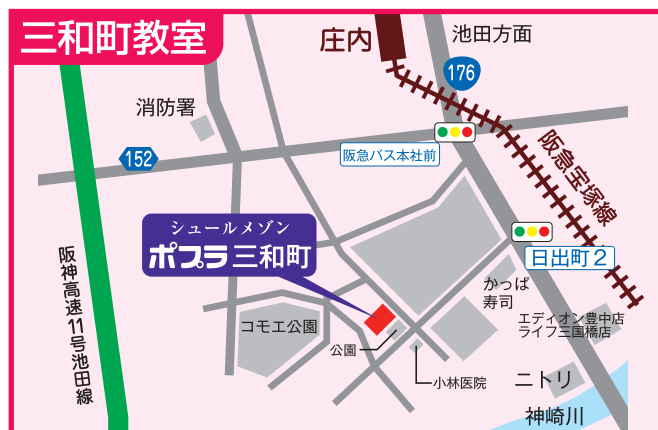 三和町教室
庄内
池田方面
176
消防署
152
阪急バス本社前
阪急宝塚線
シュールメゾン
ポプラ三和町
日出町2
阪神高速11号池田線
かっぱ
寿司
エディオン豊中店
ライフ三国橋店
コモエ公園
公園
小林医院
ニトリ
神崎川